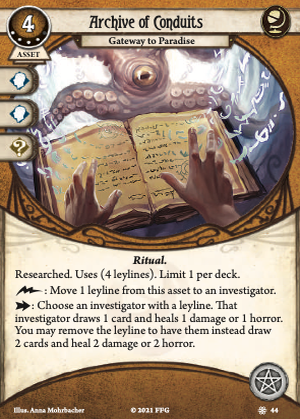 Archive of Conduits
4
Gateway to Paradise
ASSET
?
Ritual.
Researched. Uses (4 leylines). Limit 1 per deck.
: Move 1 leyline from this asset to an investigator.
: Choose an investigator with a leyline. That
investigator draws 1 card and heals 1 damage or 1 horror.
You may remove the leyline to have them instead draw
2 cards and heal 2 damage or 2 horror.
Illus. Anna Mohrbacher
© 2021 FFG
44